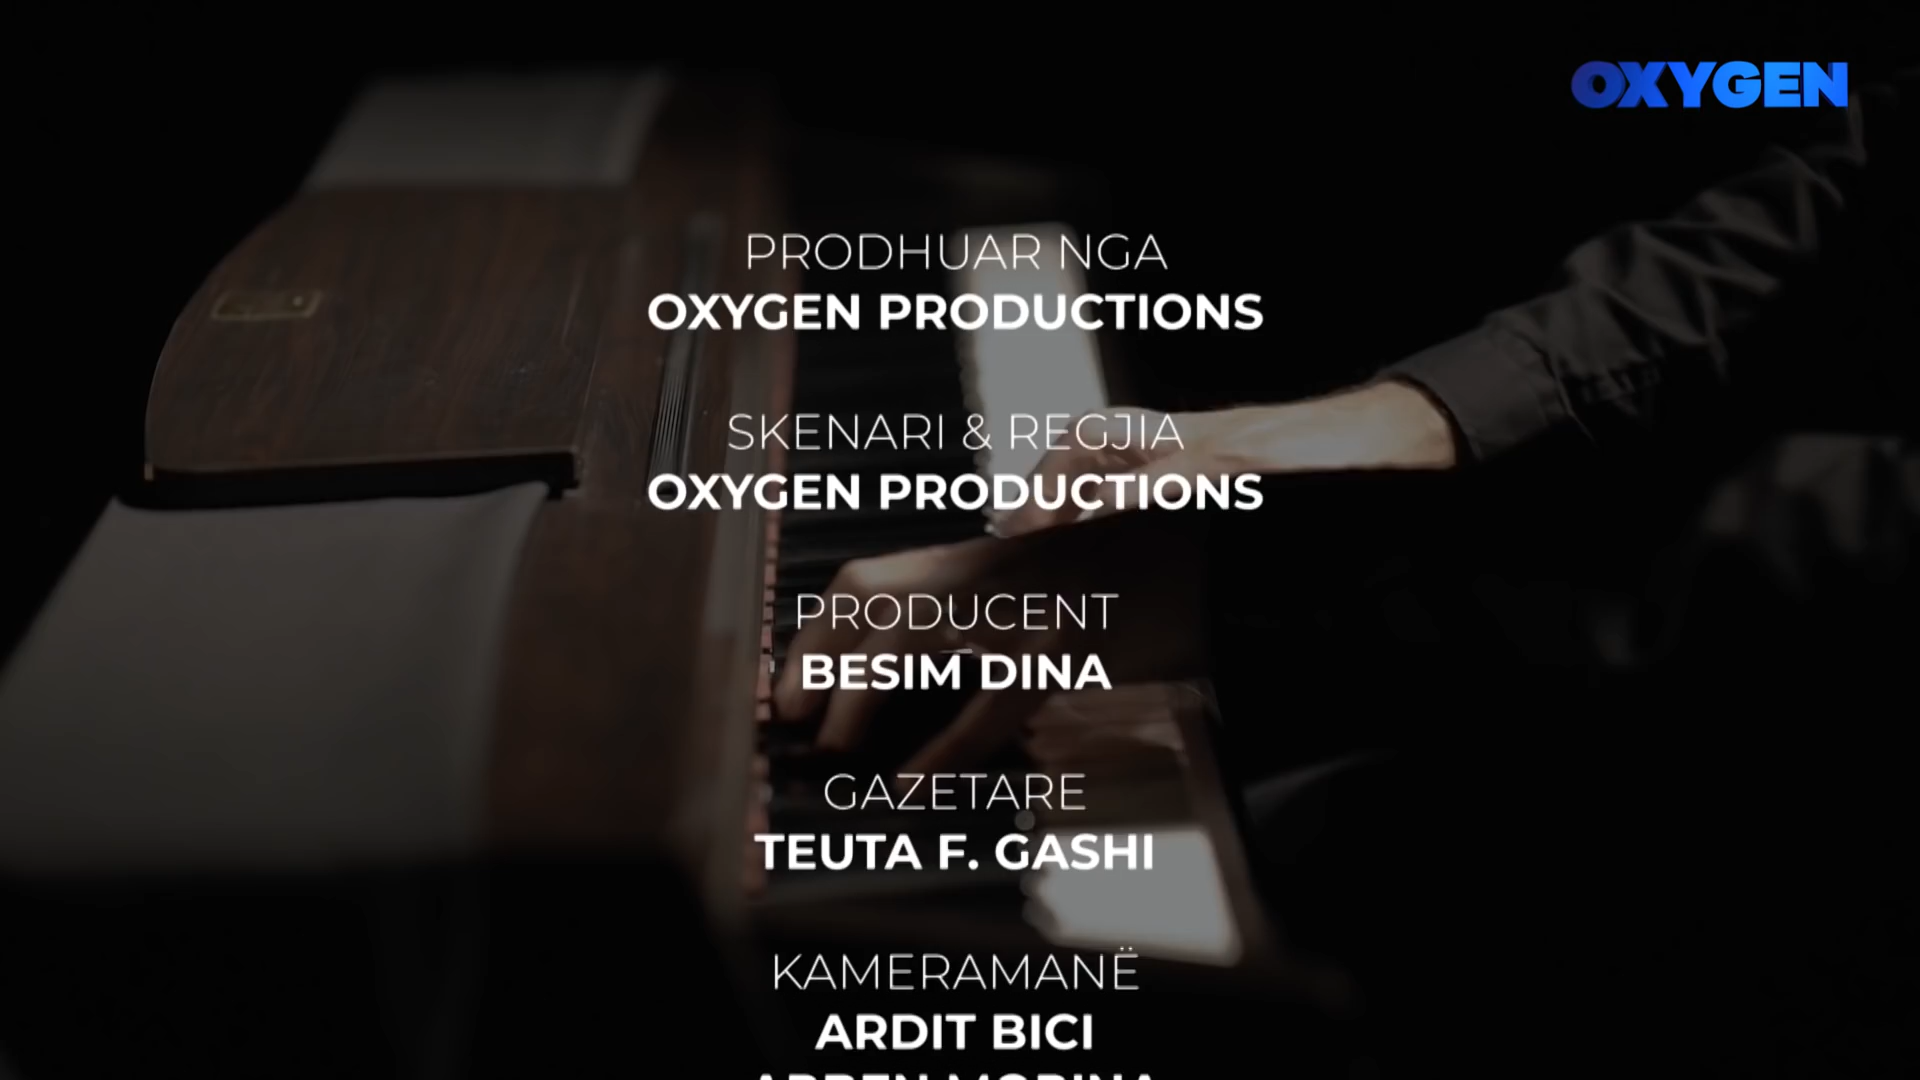 OXYGEN
PRODHUAR NGA
OXYGEN PRODUCTIONS
SKENARI & REGJIA
OXYGEN PRODUCTIONS
PRODUCENT
BESIM DINA
GAZETARE
TEUTA F. GASHI
KAMERAMANË
ARDIT BICI